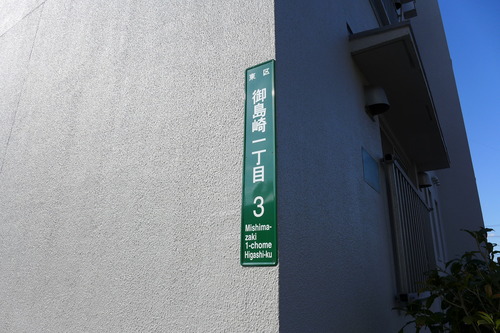 東区
御島崎一丁目
3
Mishima-
zaki
1-chome
Higashi-ku